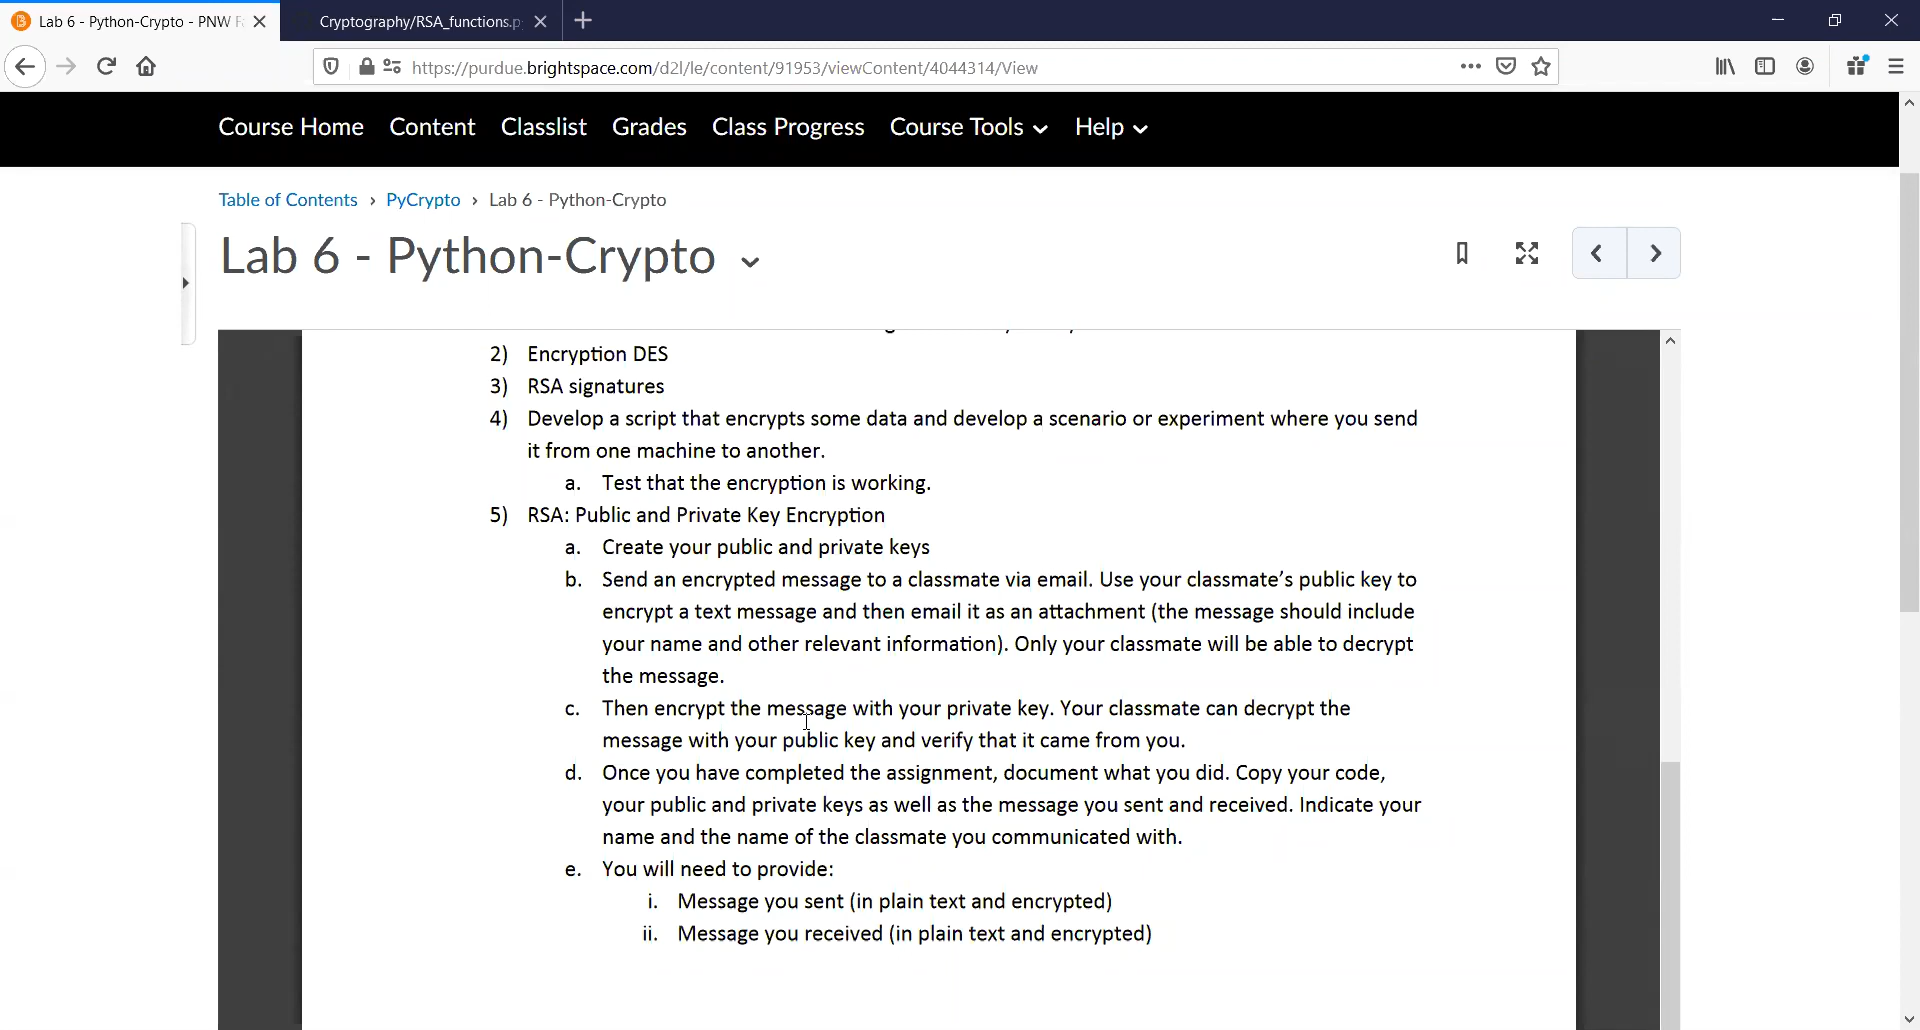 Lab 6 - Python-Crypto - PNW
Cryptography/RSA_functions.p
https://purdue.brightspace.com/d2l/le/content/91953/viewContent/4044314/View
Course Home Content Classlist Grades Class Progress Course Tools Help
Table of Contents › PyCrypto › Lab 6 - Python-Crypto
Lab 6 - Python-Crypto
2) Encryption DES
3) RSA signatures
4) Develop a script that encrypts some data and develop a scenario or experiment where you send
it from one machine to another.
a. Test that the encryption is working.
5) RSA: Public and Private Key Encryption
a. Create your public and private keys
b. Send an encrypted message to a classmate via email. Use your classmate's public key to
encrypt a text message and then email it as an attachment (the message should include
your name and other relevant information). Only your classmate will be able to decrypt
the message.
c. Then encrypt the message with your private key. Your classmate can decrypt the
message with your public key and verify that it came from you.
d. Once you have completed the assignment, document what you did. Copy your code,
your public and private keys as well as the message you sent and received. Indicate your
name and the name of the classmate you communicated with.
e. You will need to provide:
i. Message you sent (in plain text and encrypted)
ii. Message you received (in plain text and encrypted)